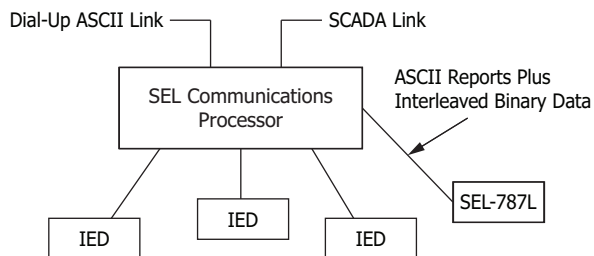 Dial-Up ASCII Link
SCADA Link
SEL Communications
Processor
ASCII Reports Plus
Interleaved Binary Data
SEL-787L
IED
IED
IED